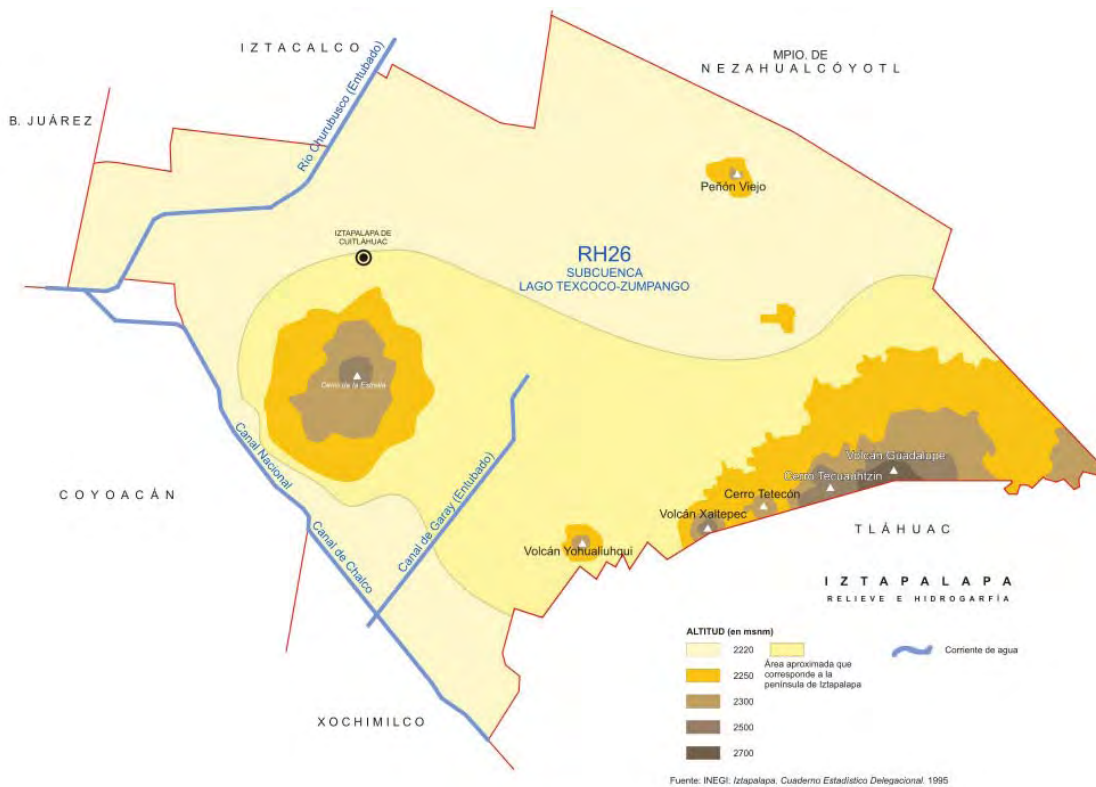 IZTACALCO
MPIO. DE
NEZAHUALCÓYOTL
B. JUÁREZ
Río Churubusco (Entubado)
Peñón Viejo
IZTAPALAPA DE
CUITLAHUAC
RH26
SUBCUENCA
LAGO TEXCOCO-ZUMPANGO
Cerro de la Estrella
Canal Nacional
COYOACÁN
Canal de Garay (Entubado)
Canal de Chalco
Volcán Guadalupe
Cerro Tecuauhtzin
Cerro Tetecón
Volcán Xaltepec
Volcán Yohualiuhqui
TLÁHUAC
XOCHIMILCO
IZTAPALAPA
RELIEVE E HIDROGARFÍA
ALTITUD (en msnm)
2220
2250
2300
2500
2700
Área aproximada que
corresponde a la
península de Iztapalapa
Corriente de agua
Fuente: INEGI: Iztapalapa. Cuaderno Estadístico Delegacional. 1995